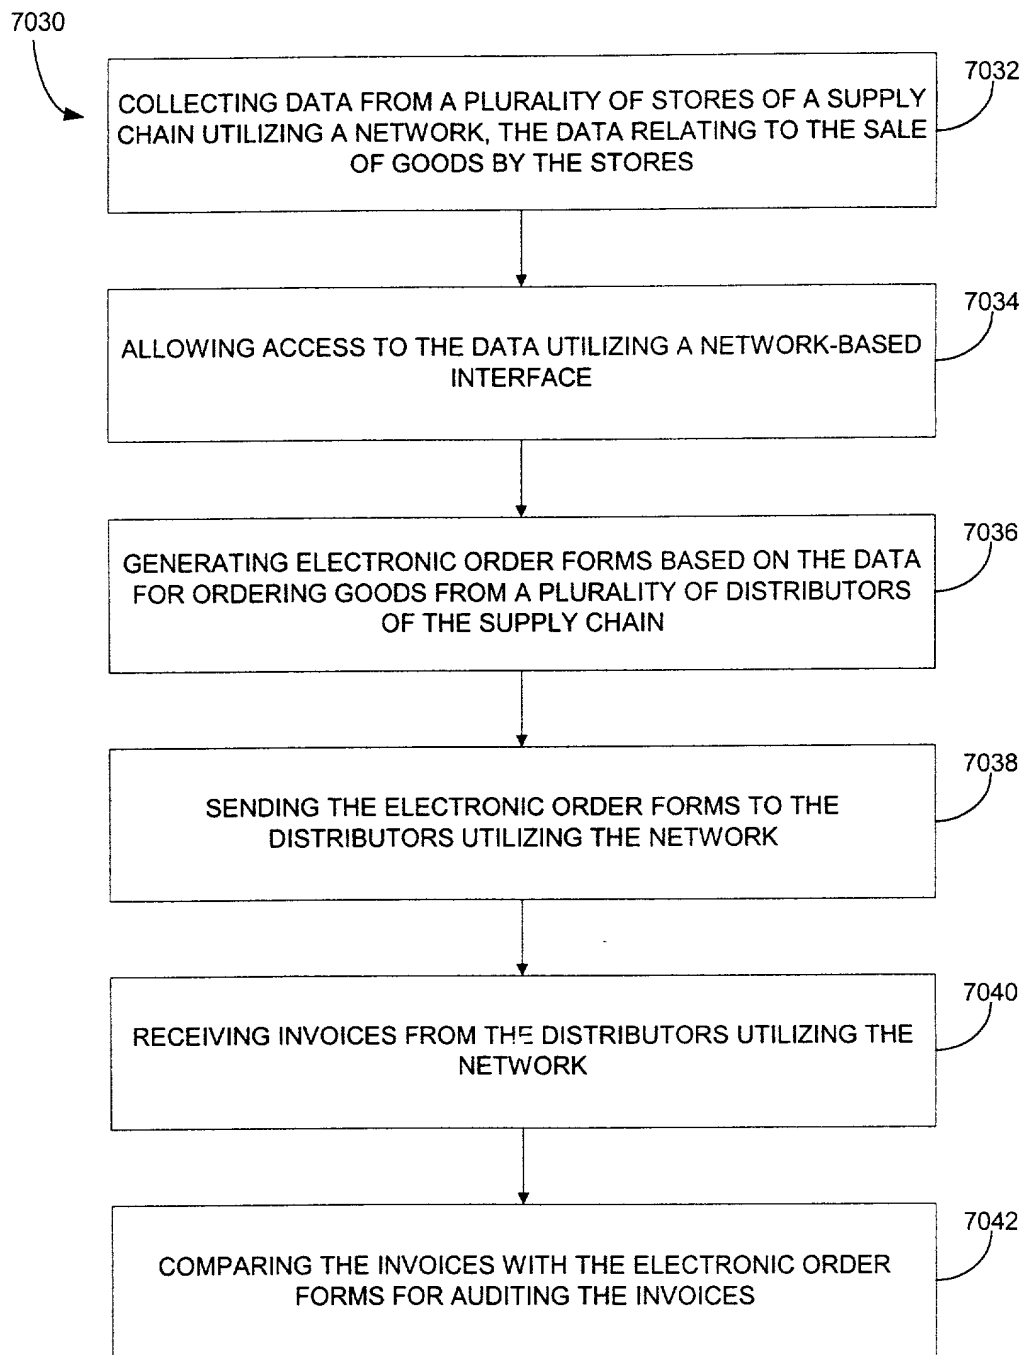 7030
7032
COLLECTING DATA FROM A PLURALITY OF STORES OF A SUPPLY
CHAIN UTILIZING A NETWORK, THE DATA RELATING TO THE SALE
OF GOODS BY THE STORES
7034
ALLOWING ACCESS TO THE DATA UTILIZING A NETWORK-BASED
INTERFACE
7036
GENERATING ELECTRONIC ORDER FORMS BASED ON THE DATA
FOR ORDERING GOODS FROM A PLURALITY OF DISTRIBUTORS
OF THE SUPPLY CHAIN
7038
SENDING THE ELECTRONIC ORDER FORMS TO THE
DISTRIBUTORS UTILIZING THE NETWORK
7040
RECEIVING INVOICES FROM THE DISTRIBUTORS UTILIZING THE
NETWORK
7042
COMPARING THE INVOICES WITH THE ELECTRONIC ORDER
FORMS FOR AUDITING THE INVOICES